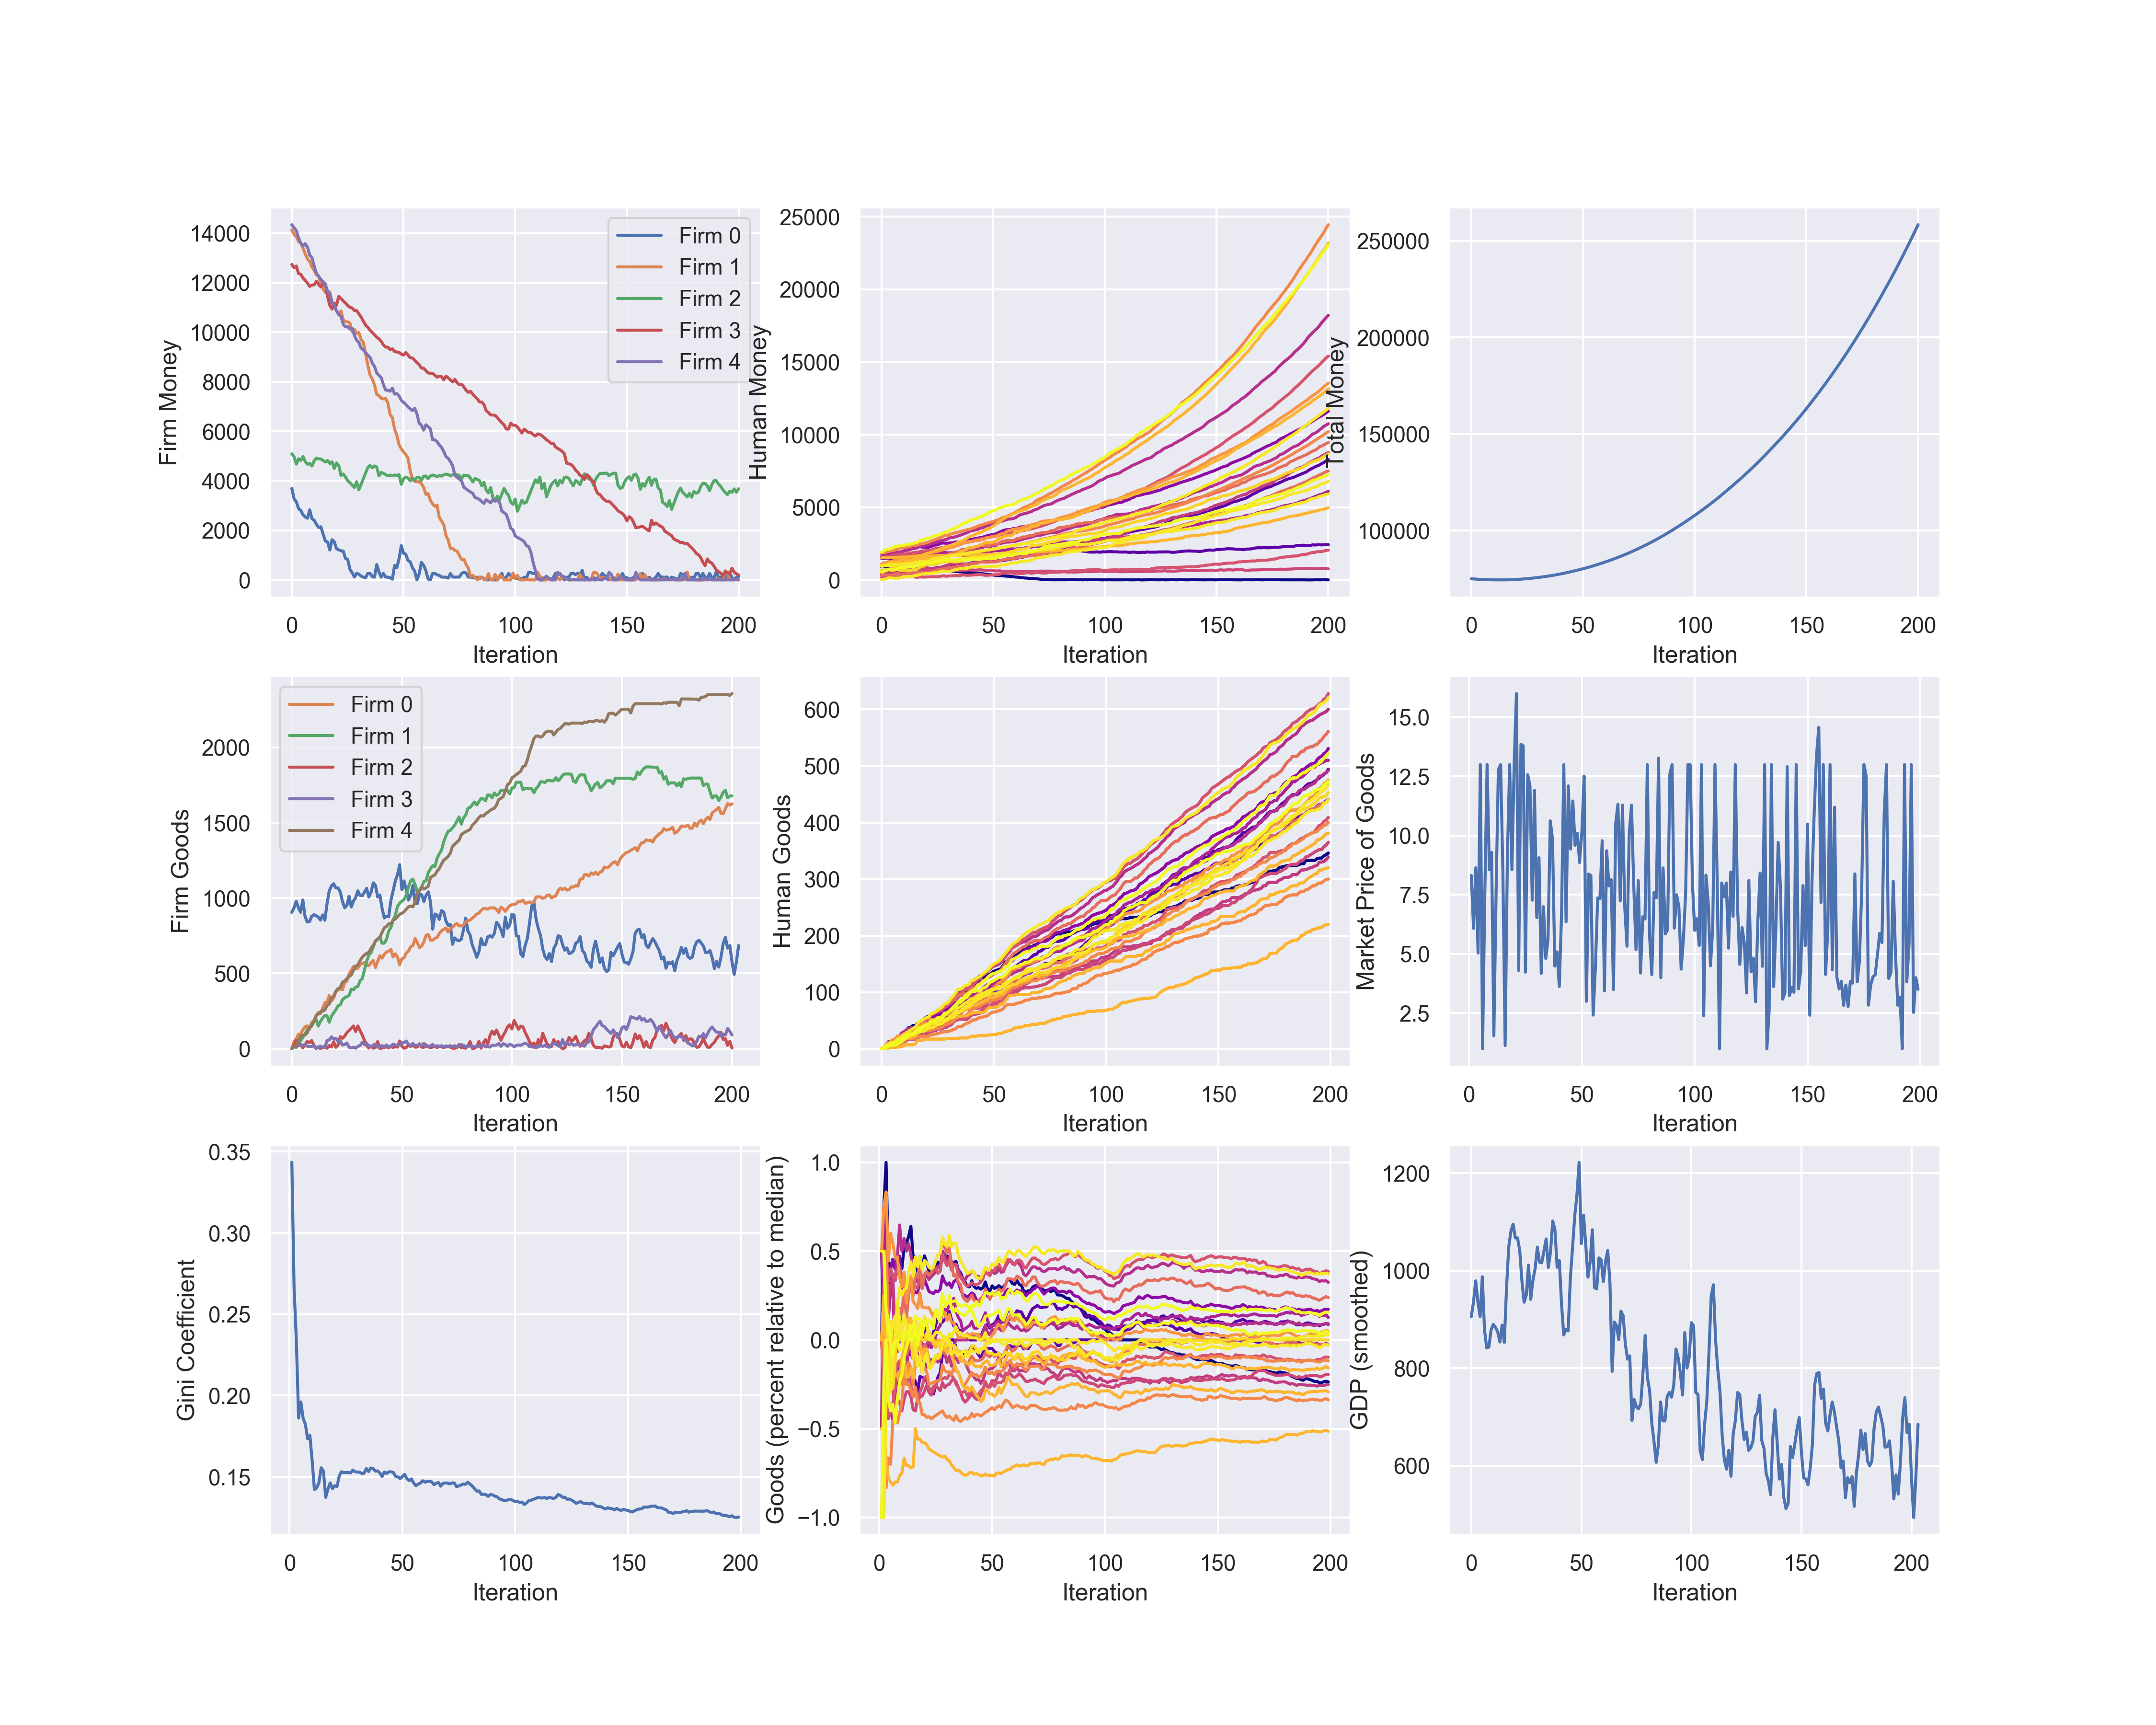 14000
12000
10000
8000
6000
4000
2000
0
Firm Money
0 50 100 150 200
Iteration
Firm 0
Firm 1
Firm 2
Firm 3
Firm 4
25000
20000
15000
10000
5000
0
Human Money
0 50 100 150 200
Iteration
250000
200000
150000
100000
Total Money
0 50 100 150 200
Iteration
2000
1500
1000
500
0
Firm Goods
Firm 0
Firm 1
Firm 2
Firm 3
Firm 4
0 50 100 150 200
Iteration
600
500
400
300
200
100
0
Human Goods
0 50 100 150 200
Iteration
15.0
12.5
10.0
7.5
5.0
2.5
Market Price of Goods
0 50 100 150 200
Iteration
0.35
0.30
0.25
0.20
0.15
Gini Coefficient
0 50 100 150 200
Iteration
1.0
0.5
0.0
−0.5
−1.0
Goods (percent relative to median)
0 50 100 150 200
Iteration
1200
1000
800
600
GDP (smoothed)
0 50 100 150 200
Iteration